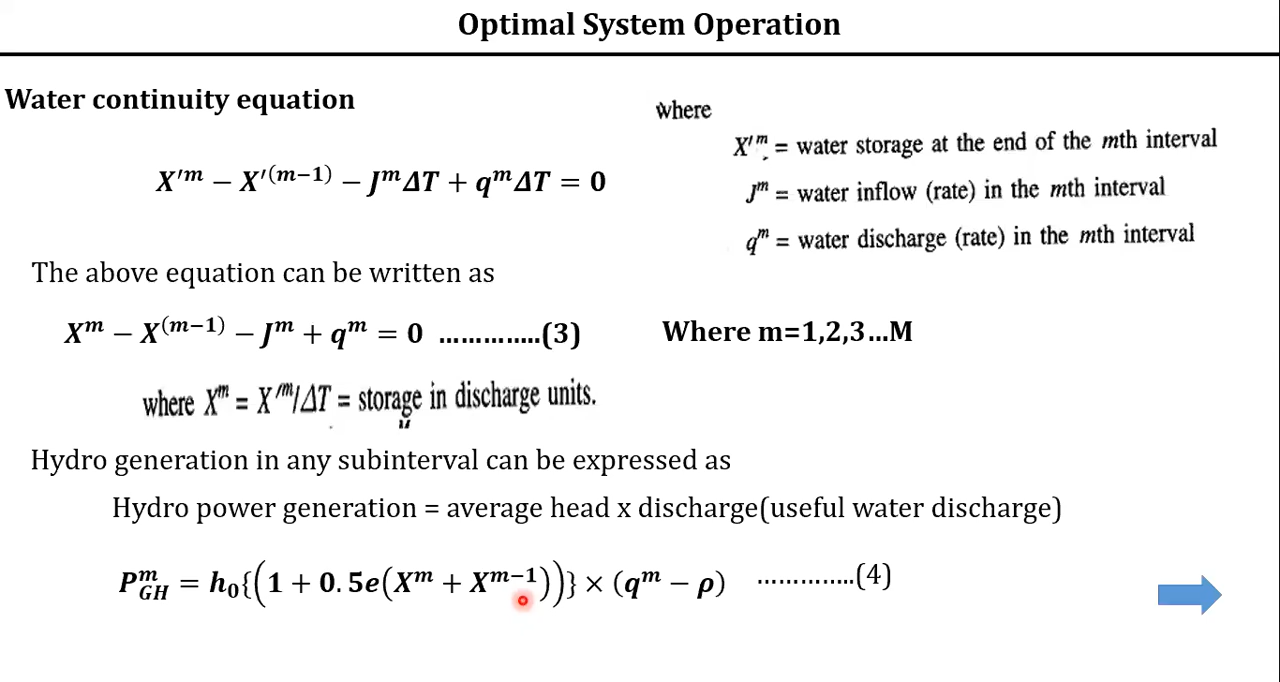 Optimal System Operation
Water continuity equation
X′ᵐ − X′⁽ᵐ⁻¹⁾ − JᵐΔT + qᵐΔT = 0
where
X′ᵐ = water storage at the end of the mth interval
Jᵐ = water inflow (rate) in the mth interval
qᵐ = water discharge (rate) in the mth interval
The above equation can be written as
Xᵐ − X⁽ᵐ⁻¹⁾ − Jᵐ + qᵐ = 0 ..............(3)
Where m=1,2,3...M
where Xᵐ = X′ᵐ/ΔT = storage in discharge units.
Hydro generation in any subinterval can be expressed as
Hydro power generation = average head x discharge(useful water discharge)
P_GH^m = h₀{(1 + 0.5e(Xᵐ + Xᵐ⁻¹))} × (qᵐ − ρ) ..............(4)